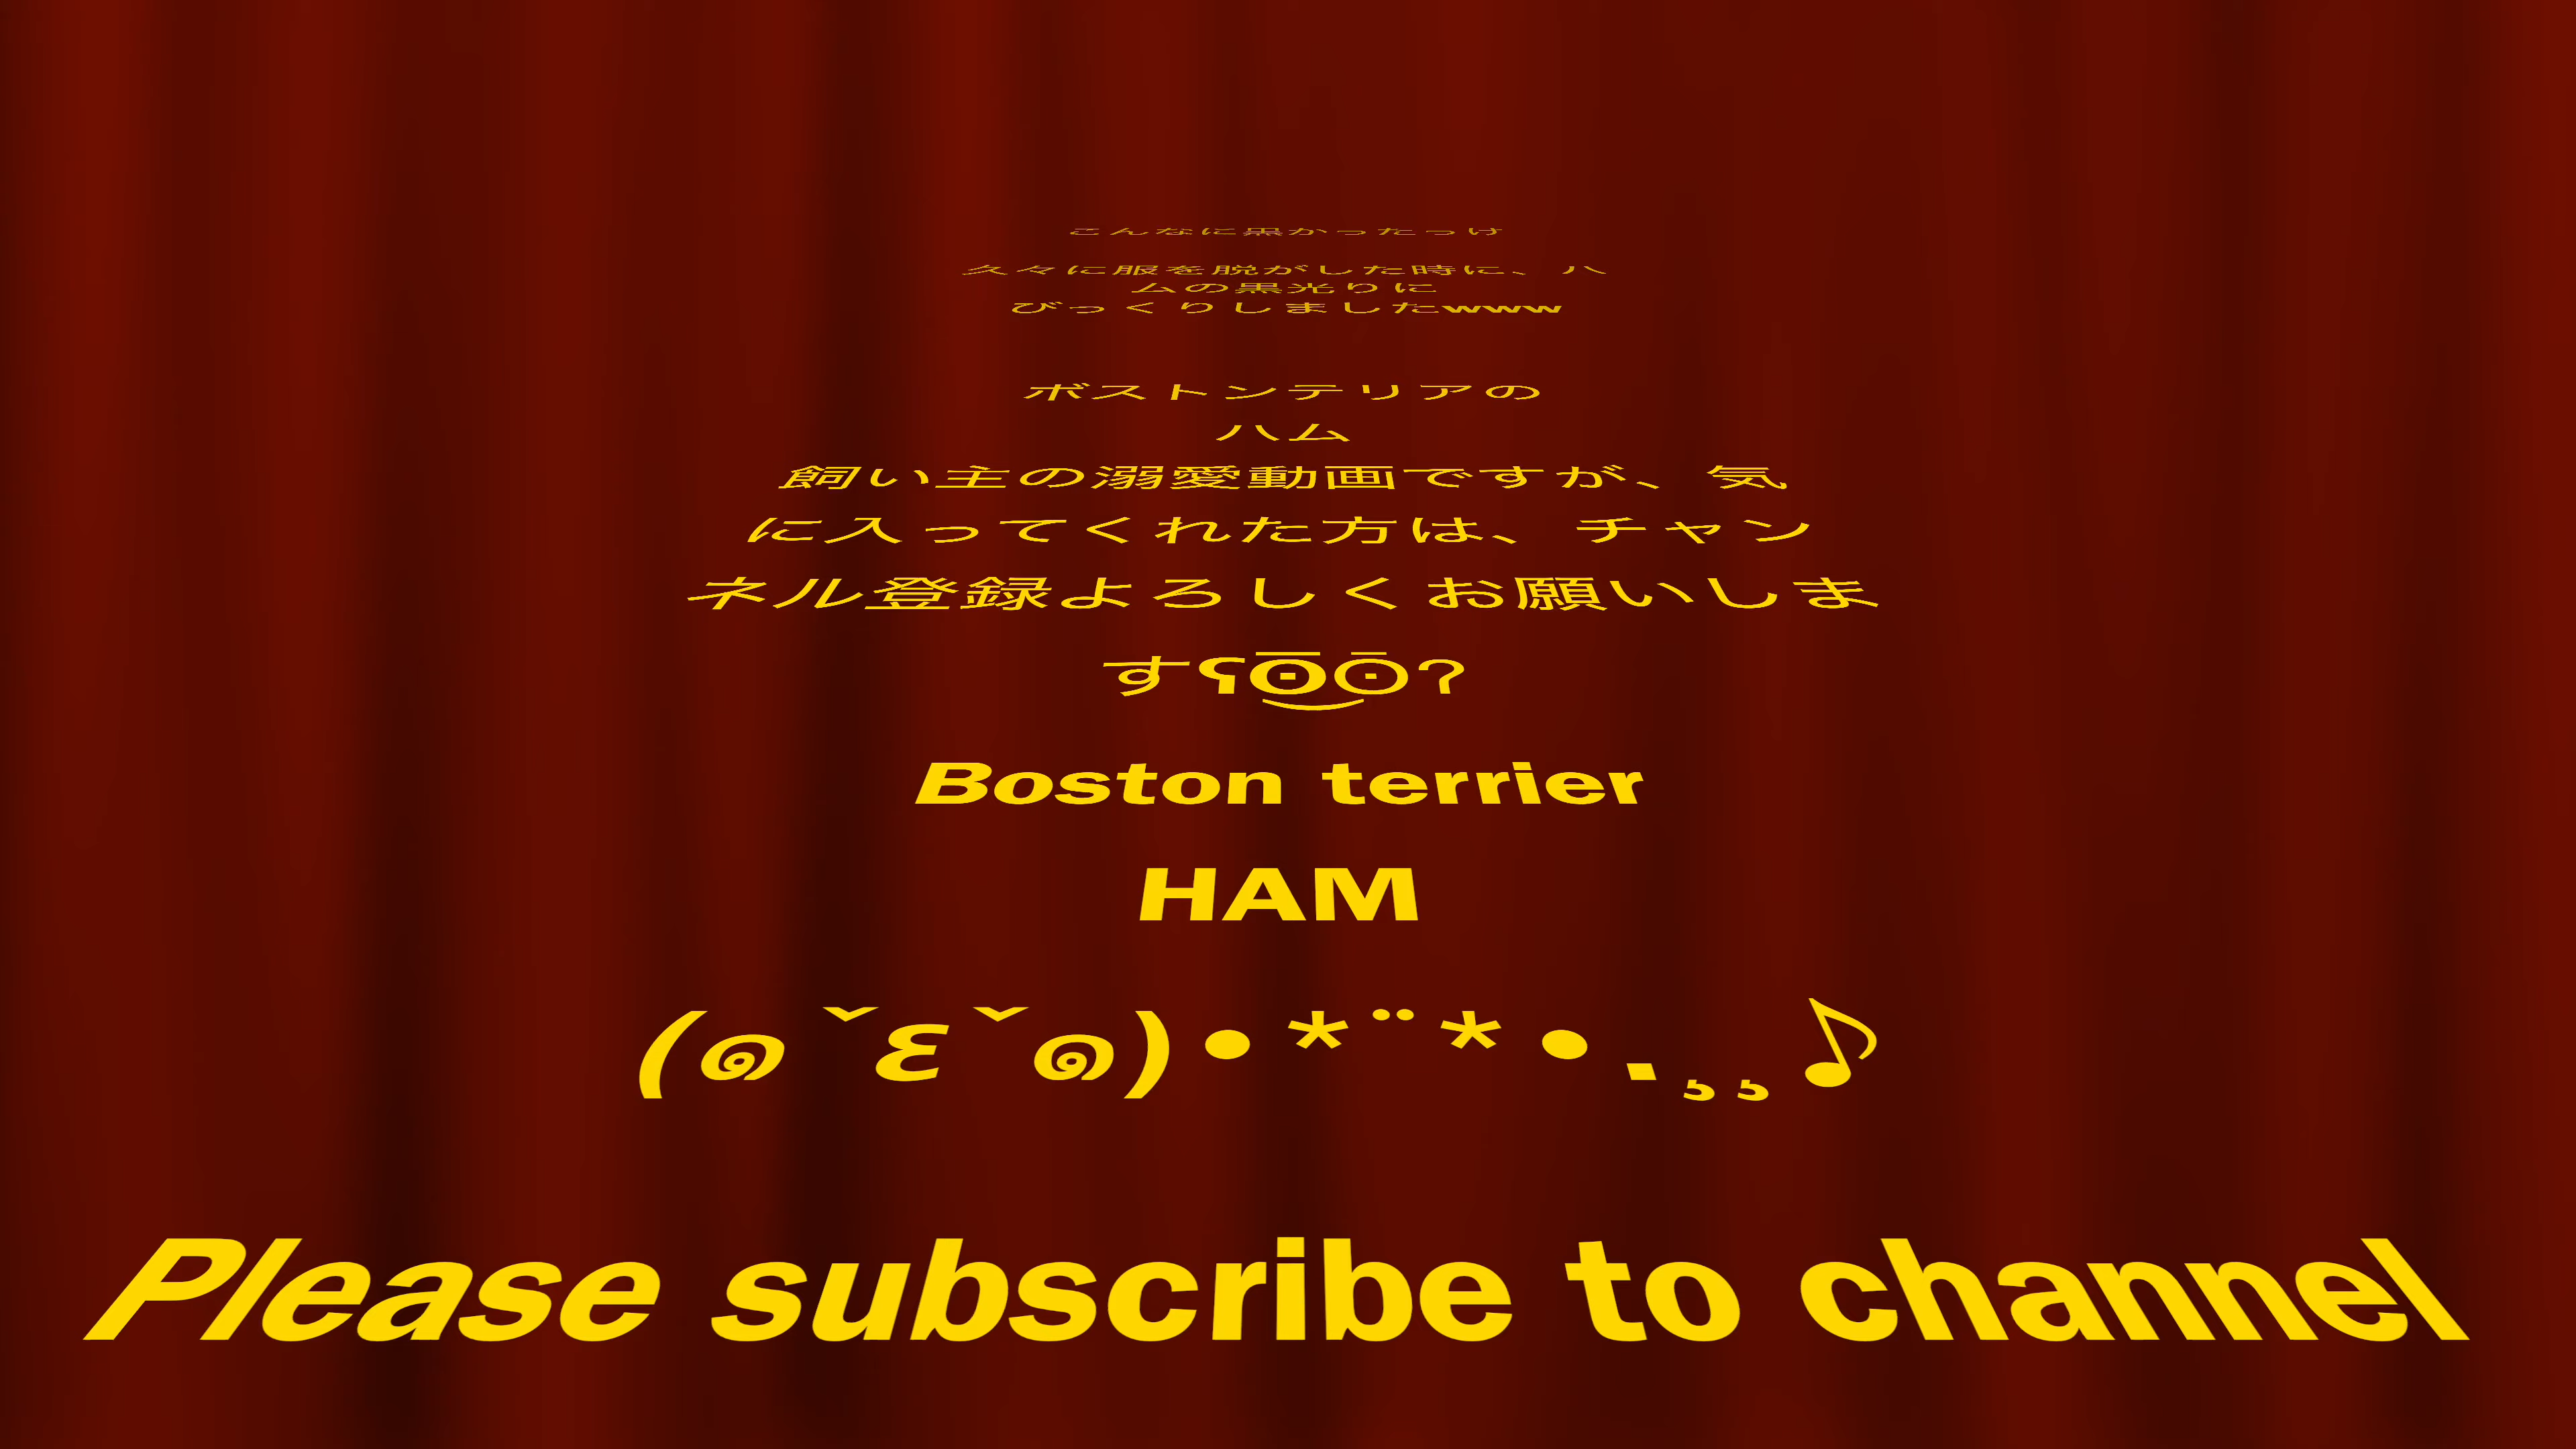 こんなに黒かったっけ
久々に服を脱がした時に、ハ
ムの黒光りに
びっくりしましたwww
ボストンテリアの
ハム
飼い主の溺愛動画ですが、気
に入ってくれた方は、チャン
ネル登録よろしくお願いしま
すʕ•̫͡•ʔ
Boston terrier
HAM
(๑˘ε˘๑)•*¨*•.¸¸♪
Please subscribe to channel